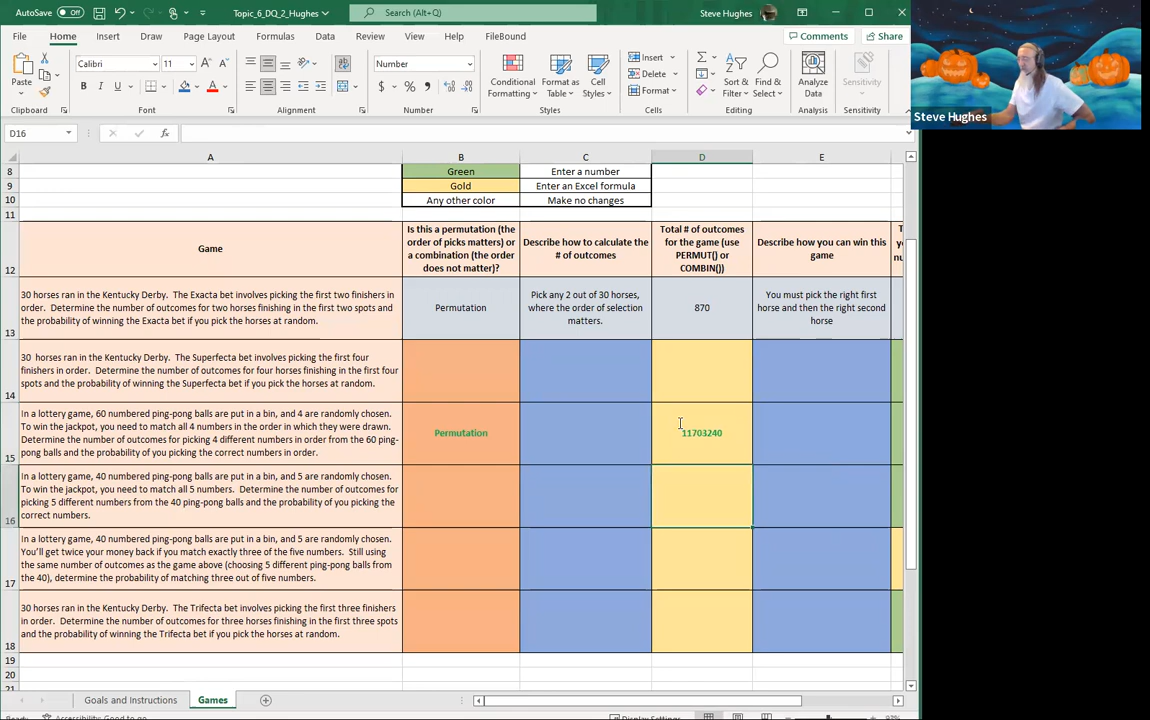 AutoSave Off Topic_6_DQ_2_Hughes Search (Alt+Q) Steve Hughes
File Home Insert Draw Page Layout Formulas Data Review View Help FileBound Comments Share
Calibri 11 Number Insert
Paste Conditional Format as Cell Delete Sort & Find & Analyze Sensitivity
Formatting Table Styles Format Filter Select Data
Clipboard Font Alignment Number Styles Cells Editing Analysis Sensitivity
Steve Hughes
D16 fx
A B C D E
8 Green Enter a number
9 Gold Enter an Excel formula
10 Any other color Make no changes
11
12
Game
Is this a permutation (the
order of picks matters) or
a combination (the order
does not matter)?
Describe how to calculate the
# of outcomes
Total # of outcomes
for the game (use
PERMUT() or
COMBIN())
Describe how you can win this
game
13
30 horses ran in the Kentucky Derby. The Exacta bet involves picking the first two finishers in
order. Determine the number of outcomes for two horses finishing in the first two spots and
the probability of winning the Exacta bet if you pick the horses at random.
Permutation
Pick any 2 out of 30 horses,
where the order of selection
matters.
870
You must pick the right first
horse and then the right second
horse
14
30 horses ran in the Kentucky Derby. The Superfecta bet involves picking the first four
finishers in order. Determine the number of outcomes for four horses finishing in the first four
spots and the probability of winning the Superfecta bet if you pick the horses at random.
15
In a lottery game, 60 numbered ping-pong balls are put in a bin, and 4 are randomly chosen.
To win the jackpot, you need to match all 4 numbers in the order in which they were drawn.
Determine the number of outcomes for picking 4 different numbers in order from the 60 ping-
pong balls and the probability of you picking the correct numbers in order.
Permutation
11703240
16
In a lottery game, 40 numbered ping-pong balls are put in a bin, and 5 are randomly chosen.
To win the jackpot, you need to match all 5 numbers. Determine the number of outcomes for
picking 5 different numbers from the 40 ping-pong balls and the probability of you picking the
correct numbers.
17
In a lottery game, 40 numbered ping-pong balls are put in a bin, and 5 are randomly chosen.
You'll get twice your money back if you match exactly three of the five numbers. Still using
the same number of outcomes as the game above (choosing 5 different ping-pong balls from
the 40), determine the probability of matching three out of five numbers.
18
30 horses ran in the Kentucky Derby. The Trifecta bet involves picking the first three finishers
in order. Determine the number of outcomes for three horses finishing in the first three spots
and the probability of winning the Trifecta bet if you pick the horses at random.
19
20
Goals and Instructions Games